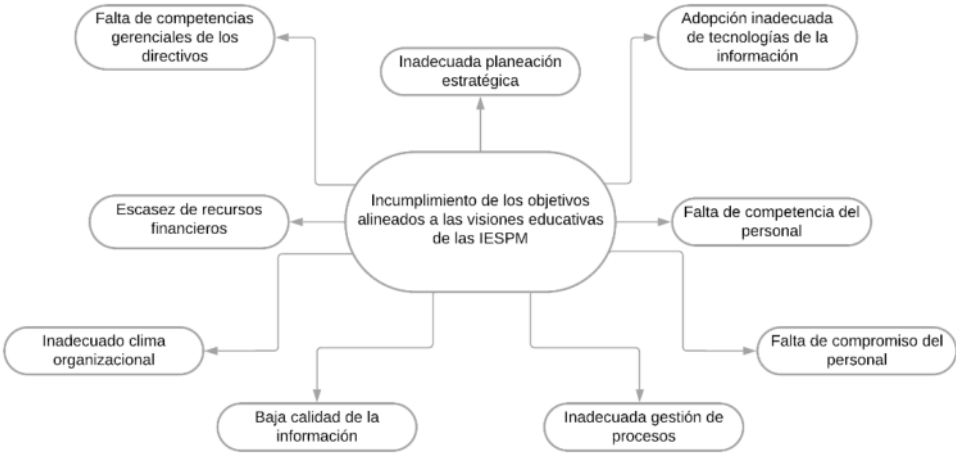 Falta de competencias
gerenciales de los
directivos
Inadecuada planeación
estratégica
Adopción inadecuada
de tecnologías de la
información
Escasez de recursos
financieros
Incumplimiento de los objetivos
alineados a las visiones educativas
de las IESPM
Falta de competencia del
personal
Inadecuado clima
organizacional
Falta de compromiso del
personal
Baja calidad de la
información
Inadecuada gestión de
procesos